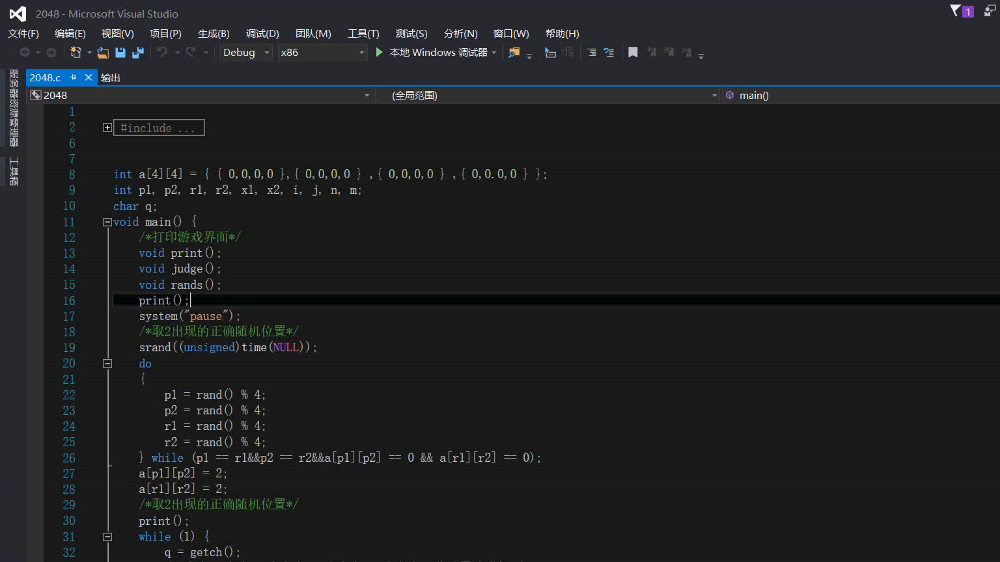 2048 - Microsoft Visual Studio
1
文件(F) 编辑(E) 视图(V) 项目(P) 生成(B) 调试(D) 团队(M) 工具(T) 测试(S) 分析(N) 窗口(W) 帮助(H)
Debug x86 本地 Windows 调试器
服务器资源管理器
工具箱
2048.c 输出
2048 (全局范围) main()
1
2 #include ...
6
7
8 int a[4][4] = { { 0,0,0,0 },{ 0,0,0,0 } ,{ 0,0,0,0 } ,{ 0,0.0,0 } };
9 int p1, p2, r1, r2, x1, x2, i, j, n, m;
10 char q;
11 void main() {
12 /*打印游戏界面*/
13 void print();
14 void judge();
15 void rands();
16 print();
17 system("pause");
18 /*取2出现的正确随机位置*/
19 srand((unsigned)time(NULL));
20 do
21 {
22 p1 = rand() % 4;
23 p2 = rand() % 4;
24 r1 = rand() % 4;
25 r2 = rand() % 4;
26 } while (p1 == r1&&p2 == r2&&a[p1][p2] == 0 && a[r1][r2] == 0);
27 a[p1][p2] = 2;
28 a[r1][r2] = 2;
29 /*取2出现的正确随机位置*/
30 print();
31 while (1) {
32 q = getch();